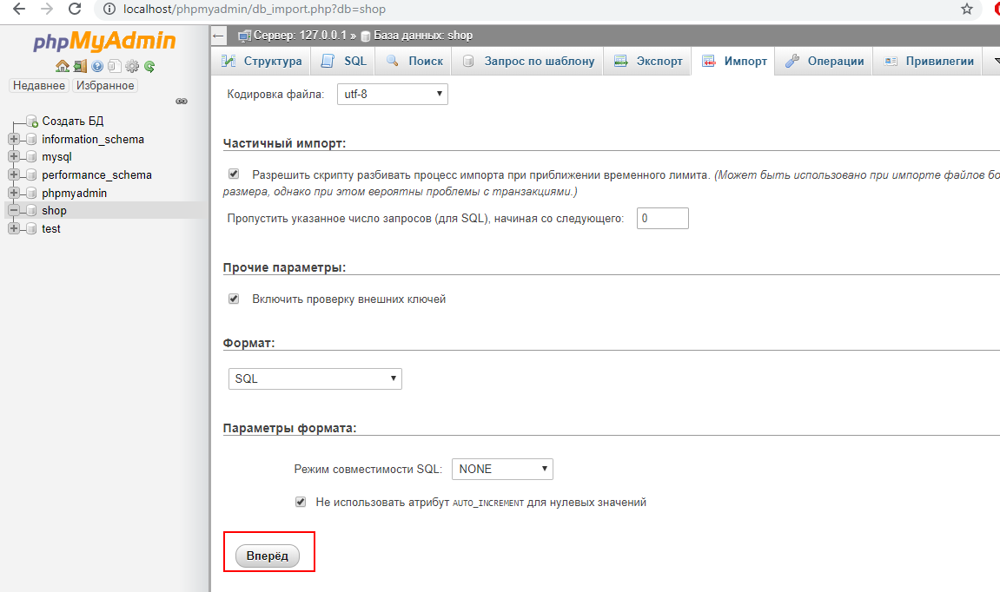 localhost/phpmyadmin/db_import.php?db=shop
phpMyAdmin
Недавнее Избранное
Создать БД
information_schema
mysql
performance_schema
phpmyadmin
shop
test
Сервер: 127.0.0.1 » База данных: shop
Структура SQL Поиск Запрос по шаблону Экспорт Импорт Операции Привилегии
Кодировка файла: utf-8
Частичный импорт:
Разрешить скрипту разбивать процесс импорта при приближении временного лимита. (Может быть использовано при импорте файлов бо
размера, однако при этом вероятны проблемы с транзакциями.)
Пропустить указанное число запросов (для SQL), начиная со следующего: 0
Прочие параметры:
Включить проверку внешних ключей
Формат:
SQL
Параметры формата:
Режим совместимости SQL: NONE
Не использовать атрибут AUTO_INCREMENT для нулевых значений
Вперёд